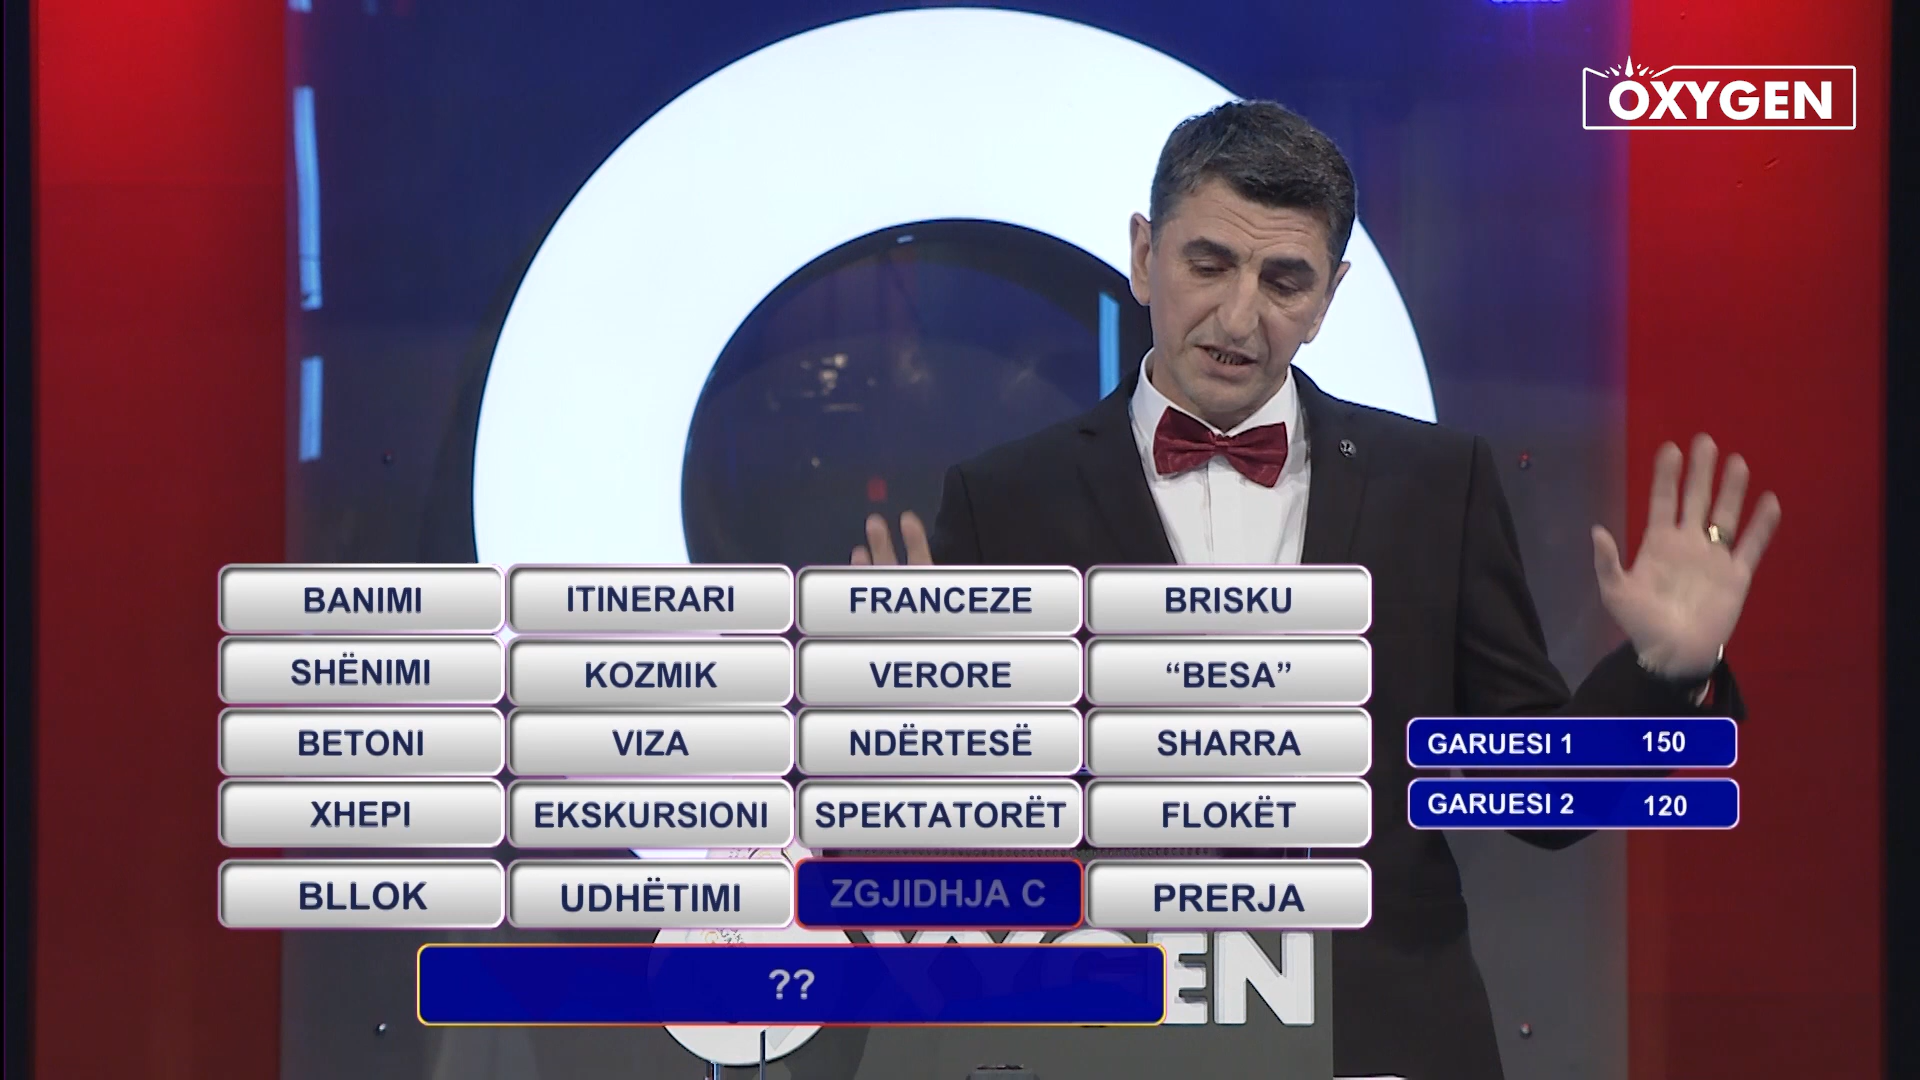 OXYGEN
BANIMI
ITINERARI
FRANCEZE
BRISKU
SHËNIMI
KOZMIK
VERORE
“BESA”
BETONI
VIZA
NDËRTESË
SHARRA
XHEPI
EKSKURSIONI
SPEKTATORËT
FLOKËT
BLLOK
UDHËTIMI
ZGJIDHJA C
PRERJA
GARUESI 1 150
GARUESI 2 120
??
OXYGEN